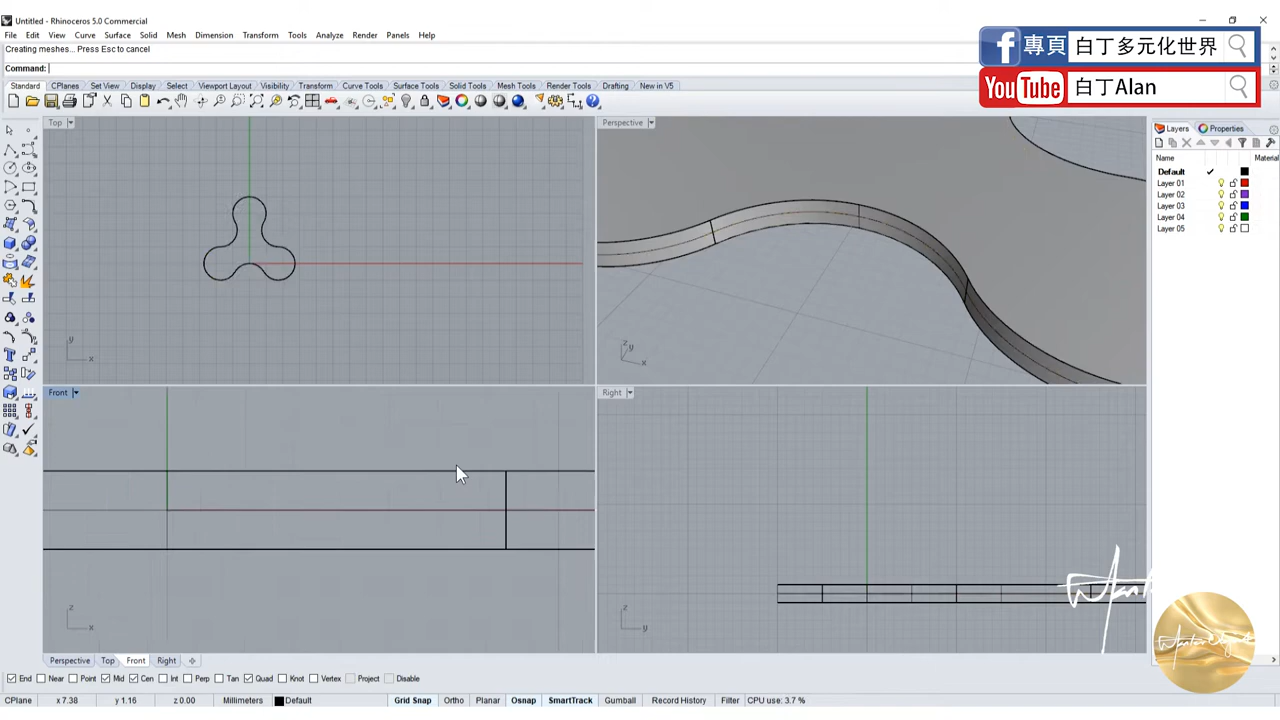 Untitled - Rhinoceros 5.0 Commercial
File Edit View Curve Surface Solid Mesh Dimension Transform Tools Analyze Render Panels Help
Creating meshes... Press Esc to cancel
Command:
f 專頁 白丁多元化世界
YouTube 白丁Alan
Standard CPlanes Set View Display Select Viewport Layout Visibility Transform Curve Tools Surface Tools Solid Tools Mesh Tools Render Tools Drafting New in V5
Top
Perspective
Layers Properties
Name Material
Default
Layer 01
Layer 02
Layer 03
Layer 04
Layer 05
y
x
z
y
x
Front
Right
z
x
z
y
Perspective Top Front Right
End Near Point Mid Cen Int Perp Tan Quad Knot Vertex Project Disable
CPlane x 7.38 y 1.16 z 0.00 Millimeters Default Grid Snap Ortho Planar Osnap SmartTrack Gumball Record History Filter CPU use: 3.7 %